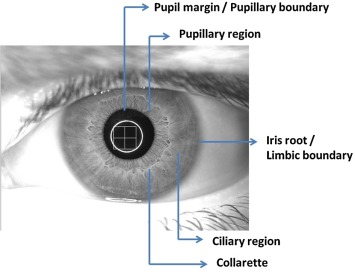 Pupil margin / Pupillary boundary
Pupillary region
Iris root /
Limbic boundary
Ciliary region
Collarette